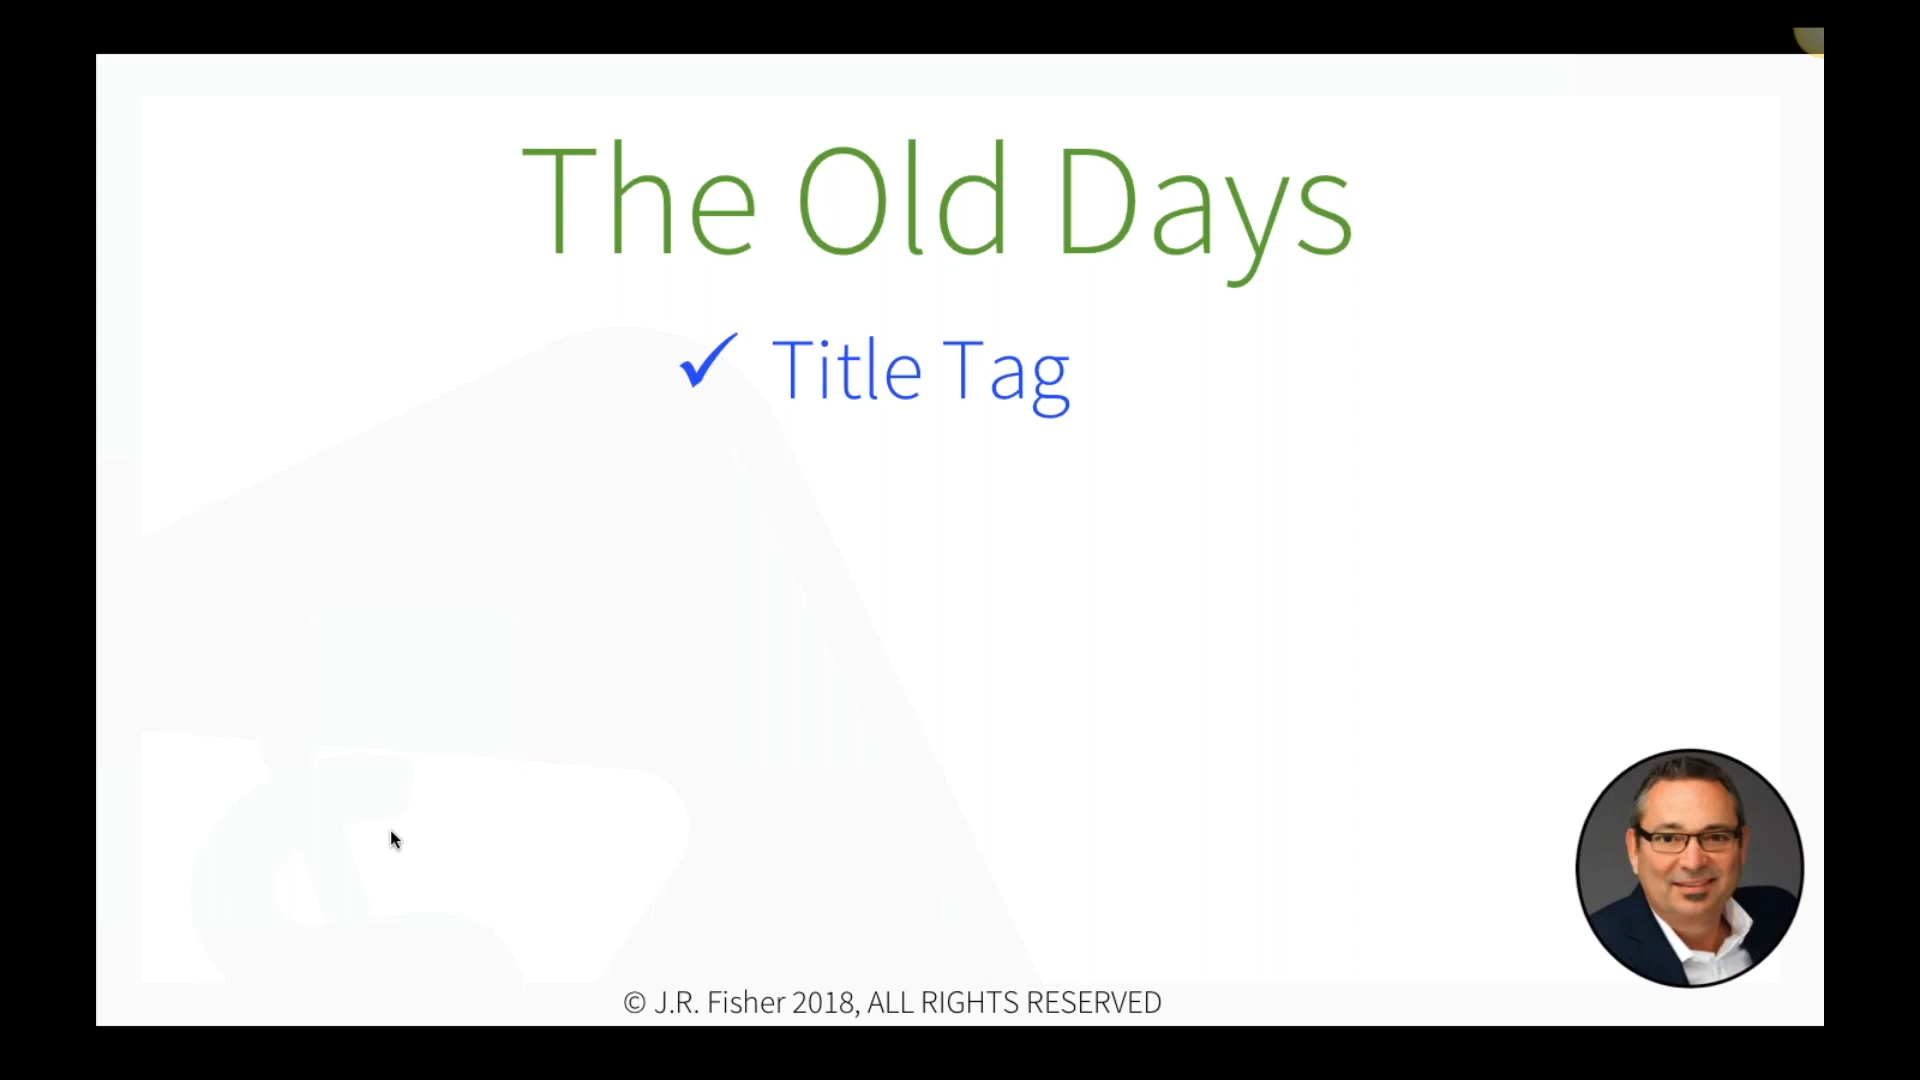 The Old Days
✓ Title Tag
© J.R. Fisher 2018, ALL RIGHTS RESERVED